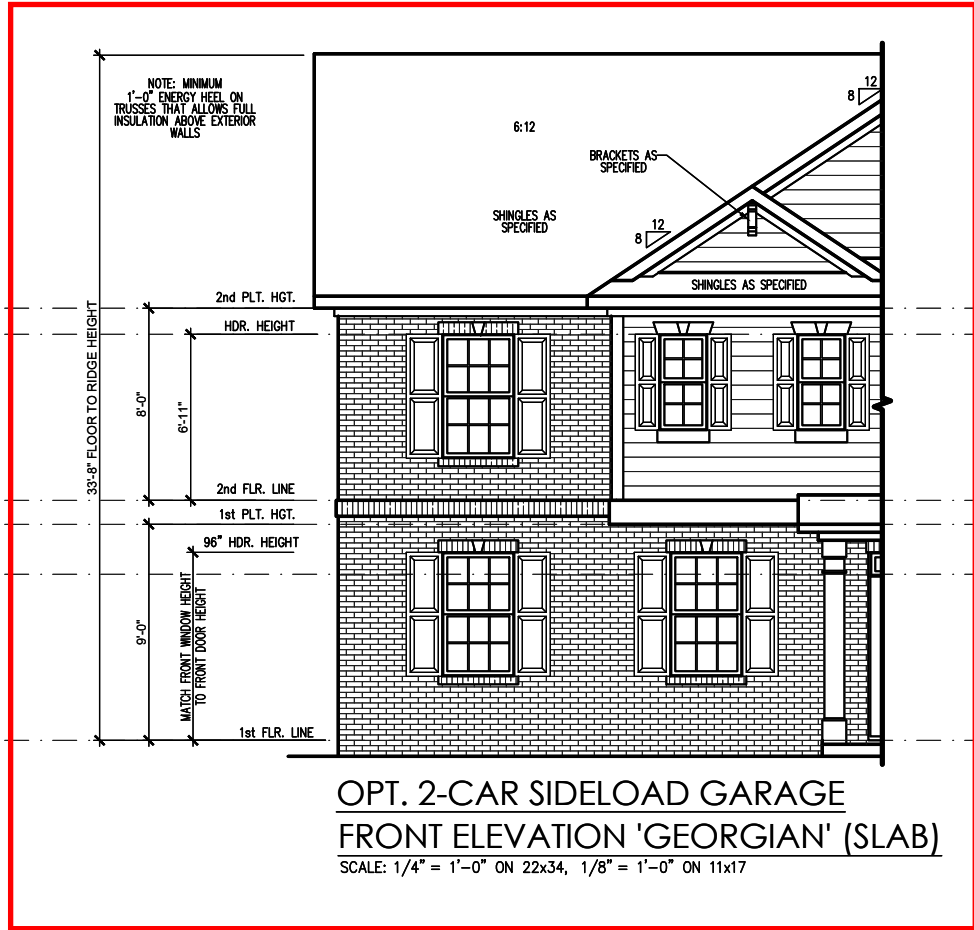 NOTE: MINIMUM
1'-0" ENERGY HEEL ON
TRUSSES THAT ALLOWS FULL
INSULATION ABOVE EXTERIOR
WALLS
6:12
12
8
BRACKETS AS
SPECIFIED
SHINGLES AS
SPECIFIED
12
8
SHINGLES AS SPECIFIED
2nd PLT. HGT.
HDR. HEIGHT
33'-8" FLOOR TO RIDGE HEIGHT
8'-0"
6'-11"
2nd FLR. LINE
1st PLT. HGT.
96" HDR. HEIGHT
9'-0"
MATCH FRONT WINDOW HEIGHT
TO FRONT DOOR HEIGHT
1st FLR. LINE
OPT. 2-CAR SIDELOAD GARAGE
FRONT ELEVATION 'GEORGIAN' (SLAB)
SCALE: 1/4" = 1'-0" ON 22x34, 1/8" = 1'-0" ON 11x17